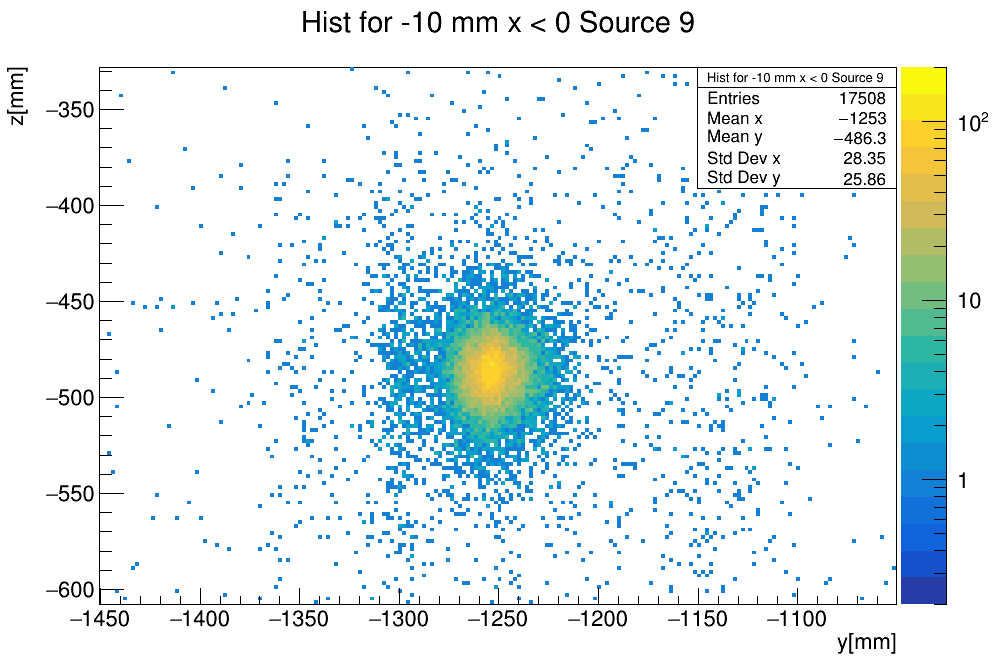 Hist for -10 mm x < 0 Source 9
z[mm]
Hist for -10 mm x < 0 Source 9
Entries 17508
Mean x −1253
Mean y −486.3
Std Dev x 28.35
Std Dev y 25.86
−350
−400
−450
−500
−550
−600
10²
10
1
−1450 −1400 −1350 −1300 −1250 −1200 −1150 −1100
y[mm]